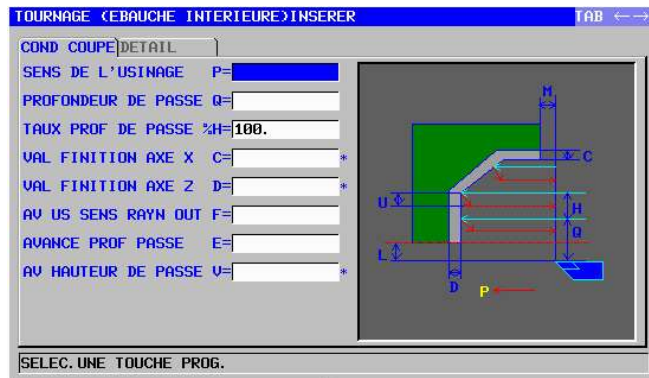 TOURNAGE (EBAUCHE INTERIEURE)INSERER TAB ←→
COND COUPE DETAIL
SENS DE L'USINAGE P=
PROFONDEUR DE PASSE Q=
TAUX PROF DE PASSE %H=100.
VAL FINITION AXE X C= *
VAL FINITION AXE Z D= *
AV US SENS RAYN OUT F=
AVANCE PROF PASSE E=
AV HAUTEUR DE PASSE V= *
M
C
U
H
Q
L
D
P
SELEC.UNE TOUCHE PROG.